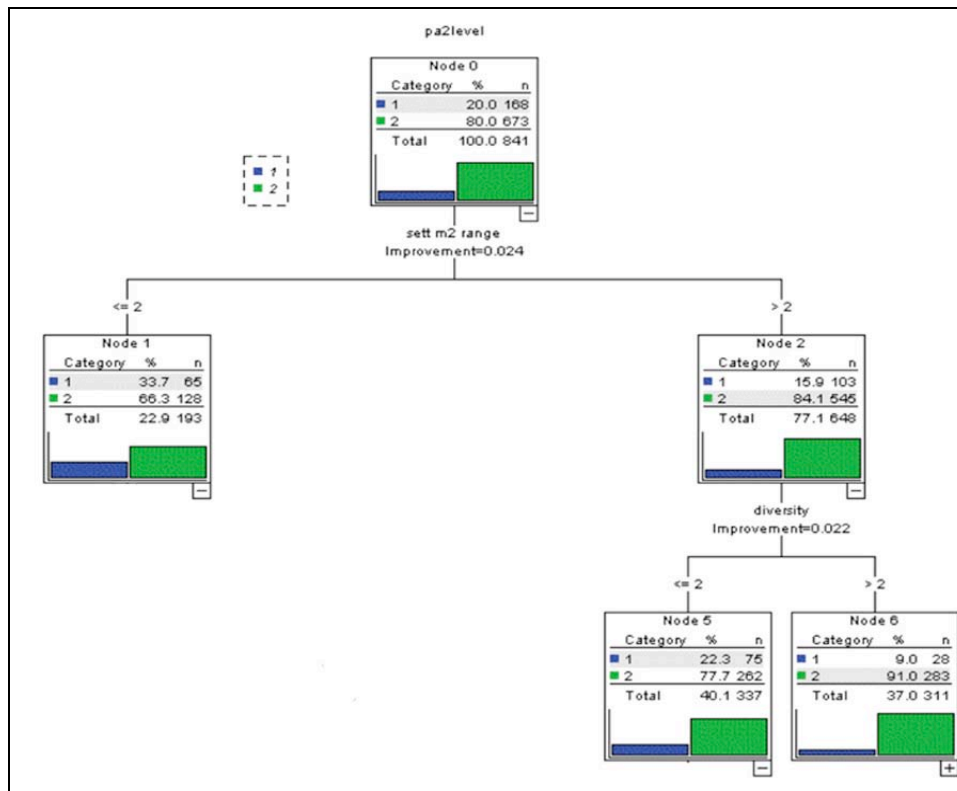 pa2level
Node 0
Category % n
1 20.0 168
2 80.0 673
Total 100.0 841
1
2
sett m2 range
Improvement=0.024
<= 2
> 2
Node 1
Category % n
1 33.7 65
2 66.3 128
Total 22.9 193
Node 2
Category % n
1 15.9 103
2 84.1 545
Total 77.1 648
diversity
Improvement=0.022
<= 2
> 2
Node 5
Category % n
1 22.3 75
2 77.7 262
Total 40.1 337
Node 6
Category % n
1 9.0 28
2 91.0 283
Total 37.0 311